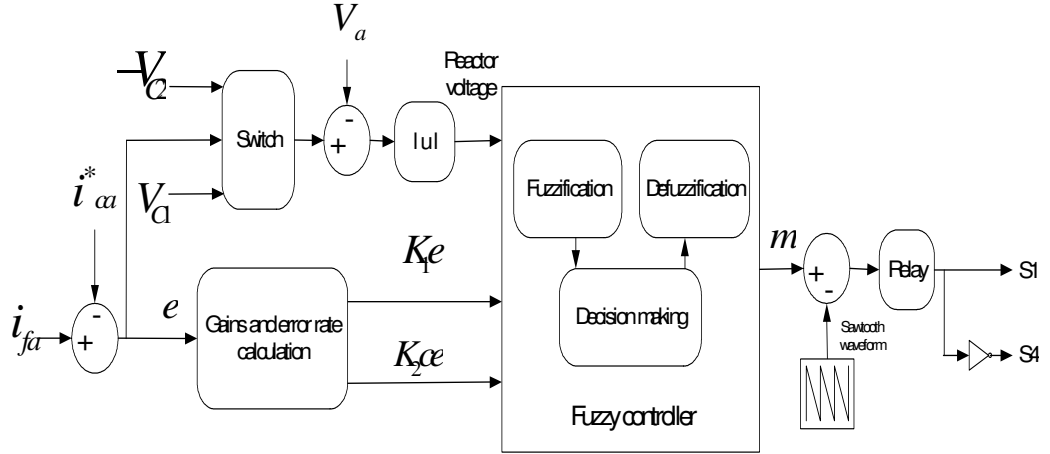 V_a
−V_C2
Reactor
voltage
Switch
-
+
|u|
i*_ca
V_C1
Fuzzification
Defuzzification
K_1e
m
+
-
Relay
S1
i_fa
-
+
e
Gains and error rate
calculation
Decision making
Sawtooth
waveform
K_2ce
S4
Fuzzy controller